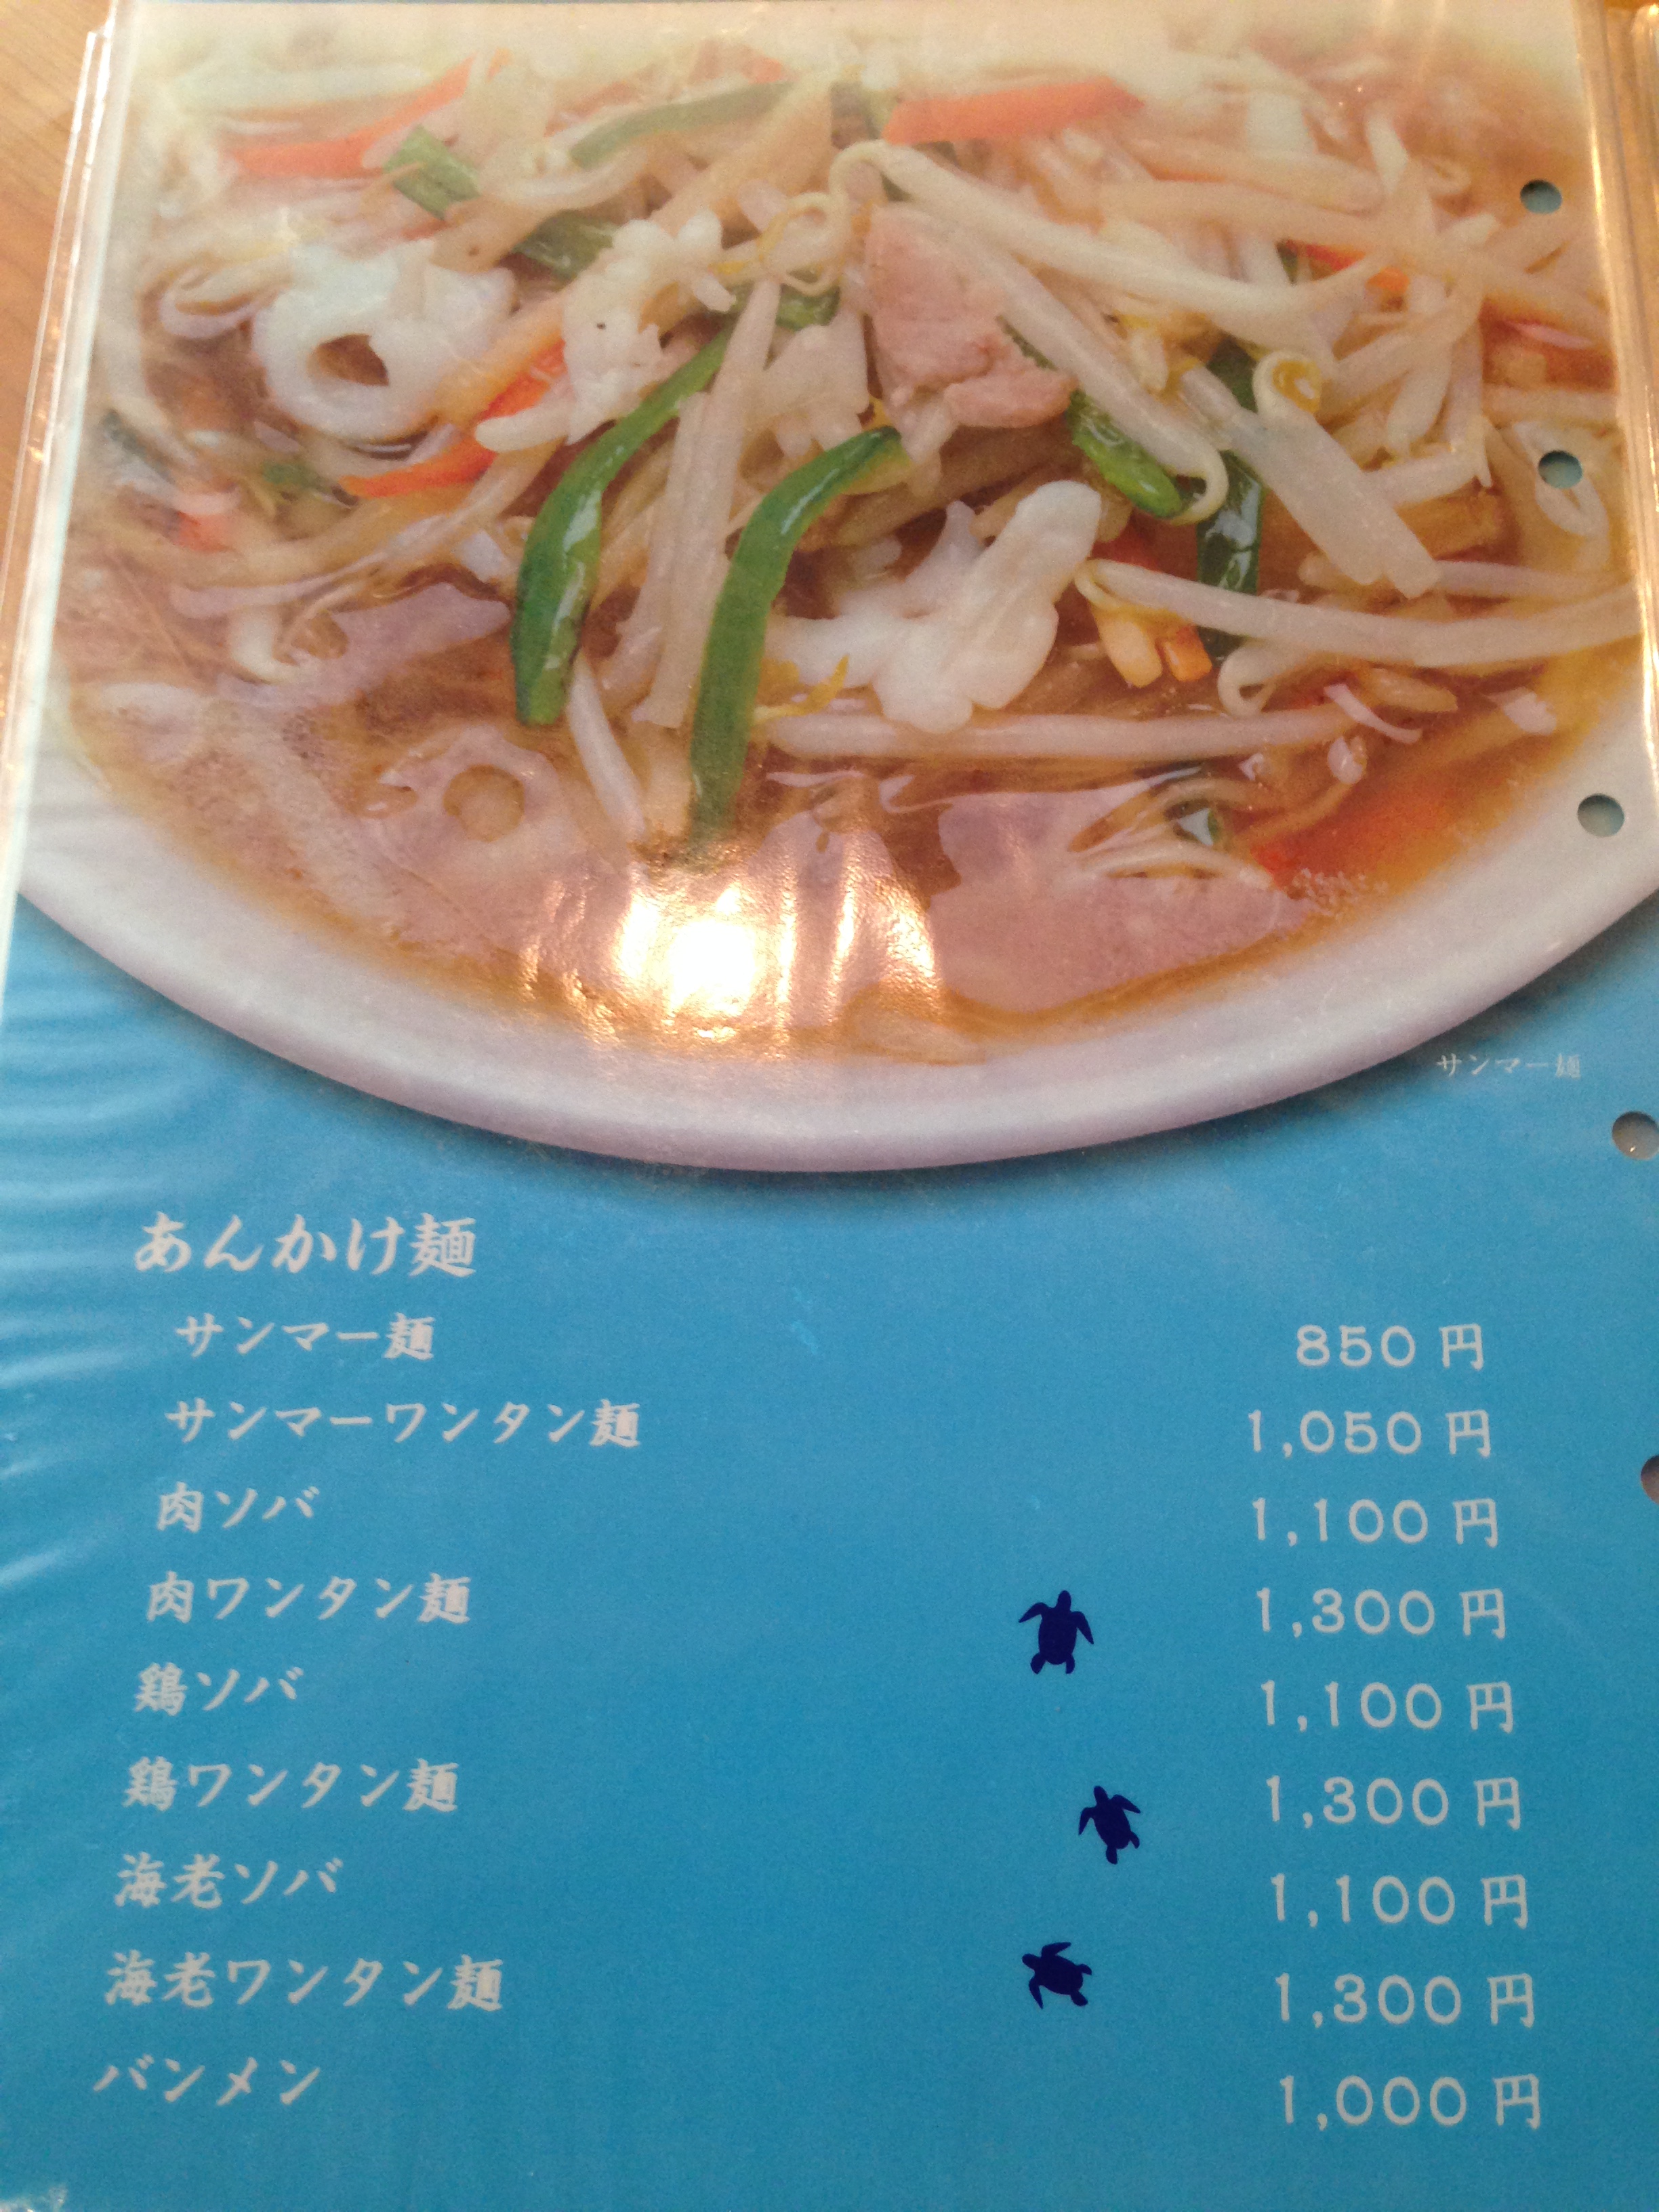 サンマー麺
あんかけ麺
サンマー麺 850円
サンマーワンタン麺 1,050円
肉ソバ 1,100円
肉ワンタン麺 1,300円
鶏ソバ 1,100円
鶏ワンタン麺 1,300円
海老ソバ 1,100円
海老ワンタン麺 1,300円
バンメン 1,000円